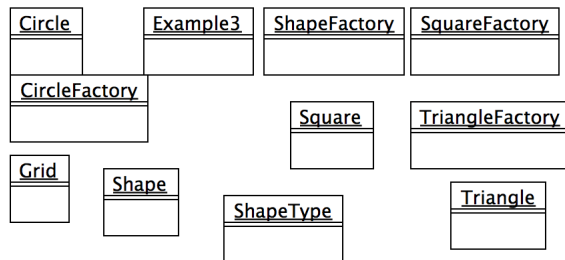 Circle
Example3
ShapeFactory
SquareFactory
CircleFactory
Square
TriangleFactory
Grid
Shape
ShapeType
Triangle